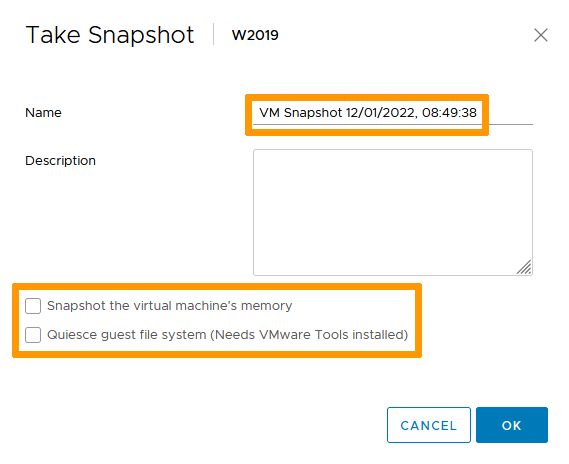 Take Snapshot W2019
Name VM Snapshot 12/01/2022, 08:49:38
Description
Snapshot the virtual machine's memory
Quiesce guest file system (Needs VMware Tools installed)
CANCEL OK